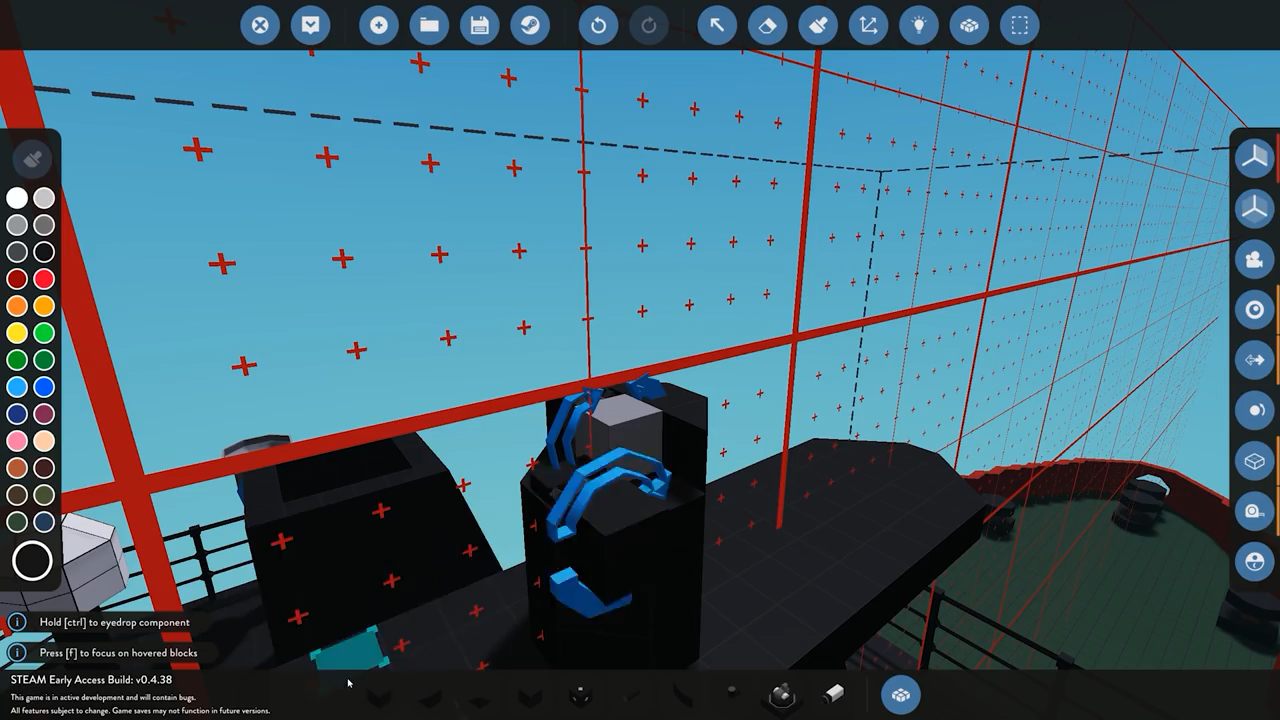 Hold [ctrl] to eyedrop component
Press [f] to focus on hovered blocks
STEAM Early Access Build: v0.4.38
This game is in active development and will contain bugs.
All features subject to change. Game saves may not function in future versions.